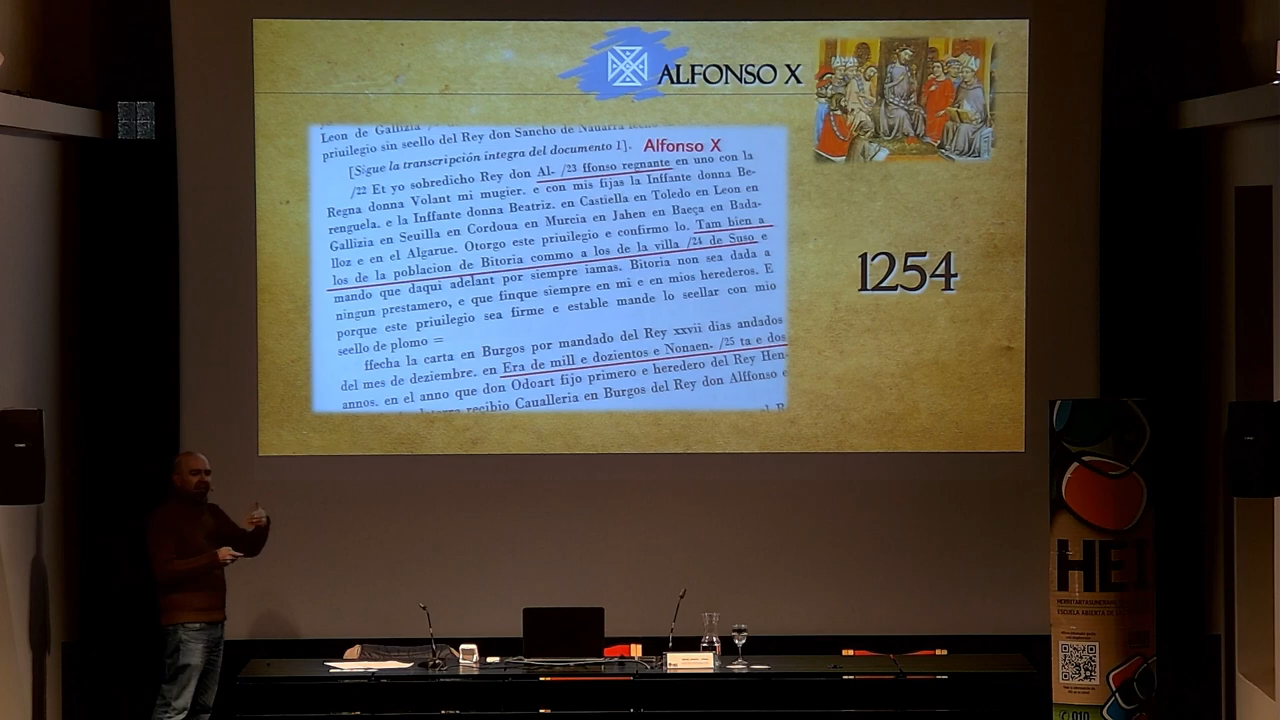 ALFONSO X
Leon de Gallizia
priuilegio sin seello del Rey don Sancho de Nauarra
[Sigue la transcripción integra del documento 1]. Alfonso X
/22 Et yo sobredicho Rey don Al- /23 ffonso regnante en uno con la
Regna donna Volant mi mugier. e con mis fijas la Inffante donna Be-
renguela. e la Inffante donna Beatriz. en Castiella en Toledo en Leon en
Gallizia en Seuilla en Cordoua en Murcia en Jahen en Baeça en Bada-
lloz e en el Algarue. Otorgo este priuilegio e confirmo lo. Tam bien a
los de la poblacion de Bitoria commo a los de la villa /24 de Suso e
mando que daqui adelant por siempre iamas. Bitoria non sea dada a
ningun prestamero, e que finque siempre en mi e en mios herederos. E
porque este priuilegio sea firme e estable mande lo seellar con mio
seello de plomo =
ffecha la carta en Burgos por mandado del Rey xxvii dias andados
del mes de deziembre. en Era de mill e dozientos e Nonaen- /25 ta e dos
annos. en el anno que don Odoart fijo primero e heredero del Rey Hen-
recibio Caualleria en Burgos del Rey don Alffonso e
1254
HEI
ESCUELA ABIERTA DE
010